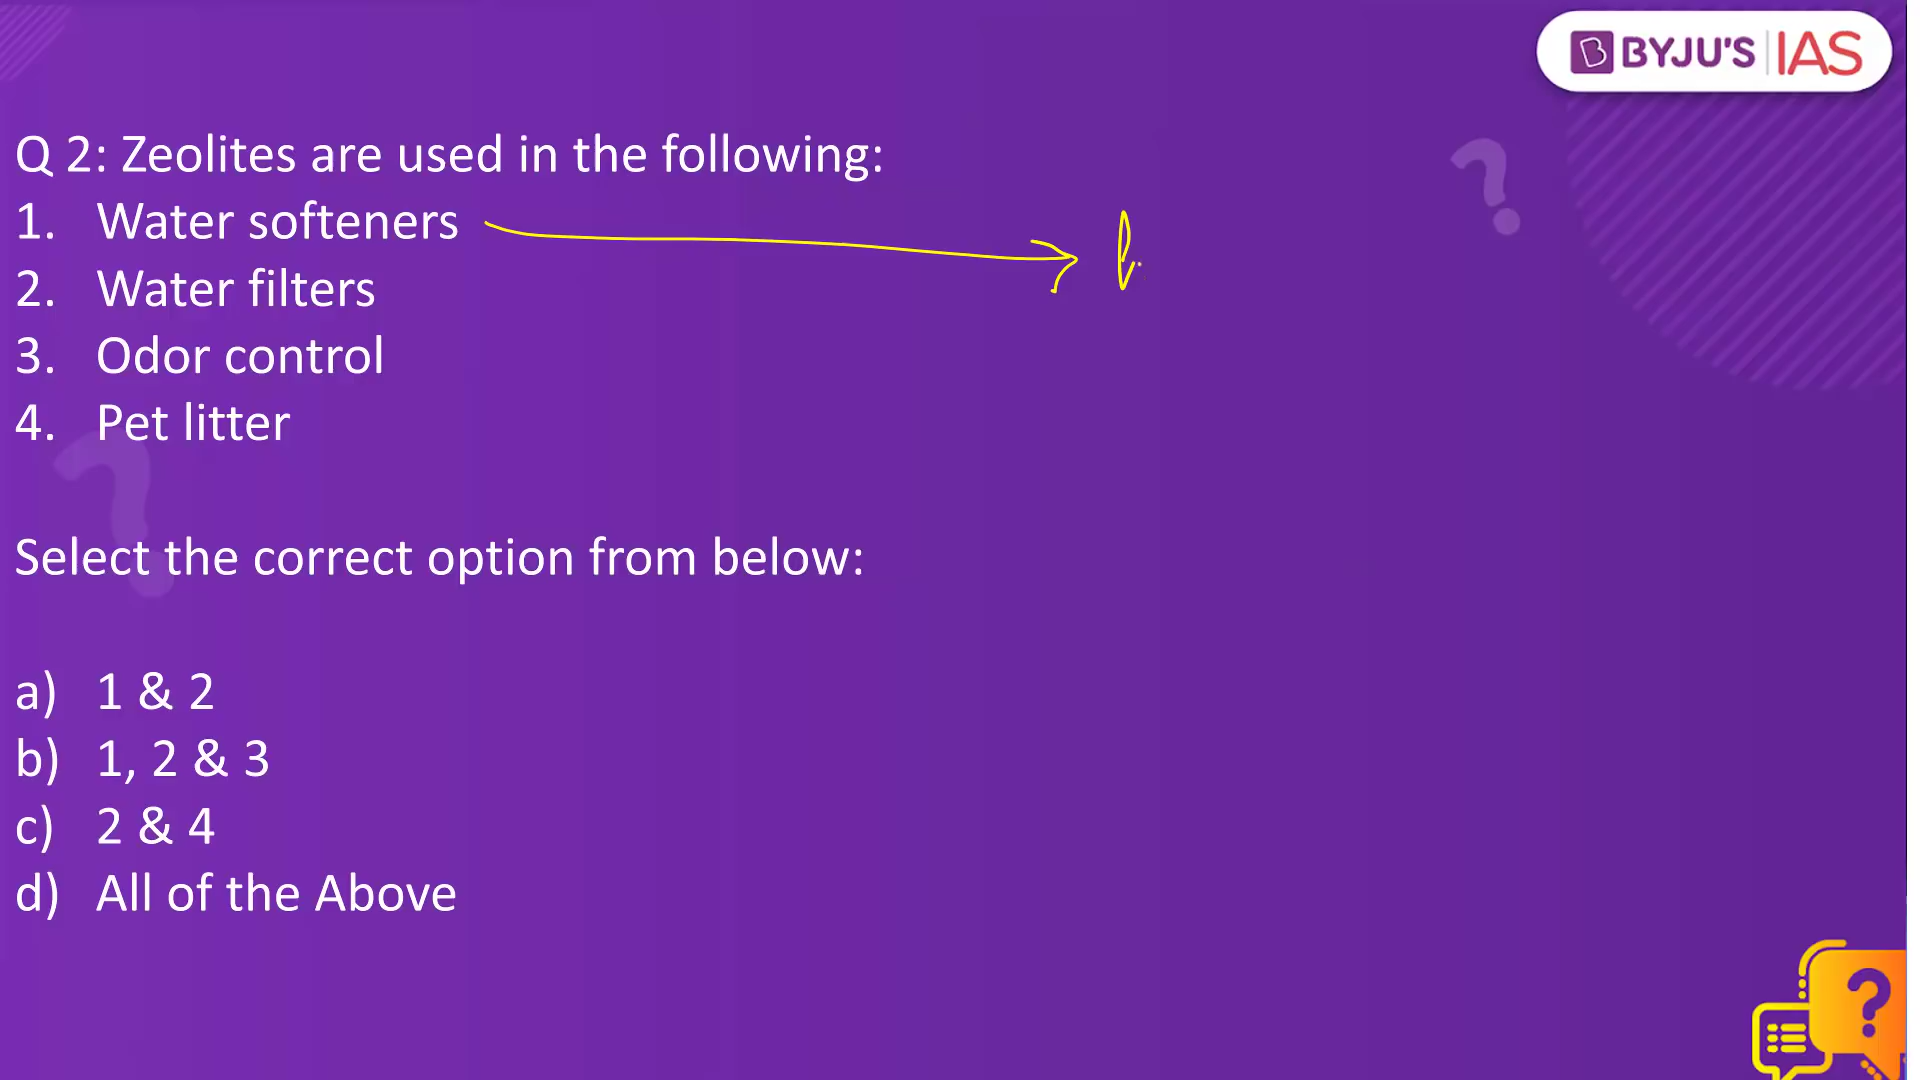 BYJU'S IAS
Q 2: Zeolites are used in the following:
1. Water softeners
2. Water filters
3. Odor control
4. Pet litter
Select the correct option from below:
a) 1 & 2
b) 1, 2 & 3
c) 2 & 4
d) All of the Above